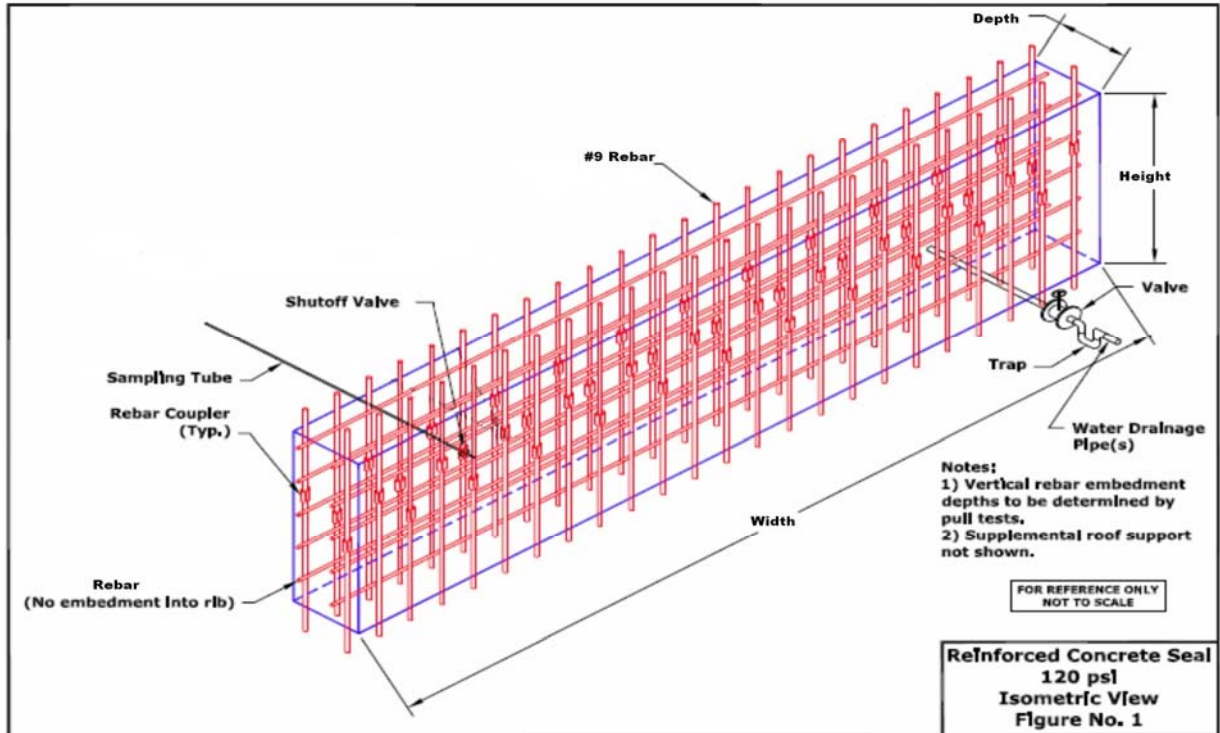 Depth
#9 Rebar
Height
Shutoff Valve
Valve
Sampling Tube
Trap
Rebar Coupler
(Typ.)
Water Drainage
Pipe(s)
Notes:
1) Vertical rebar embedment
depths to be determined by
pull tests.
2) Supplemental roof support
not shown.
Width
Rebar
(No embedment into rib)
FOR REFERENCE ONLY
NOT TO SCALE
Reinforced Concrete Seal
120 psi
Isometric View
Figure No. 1